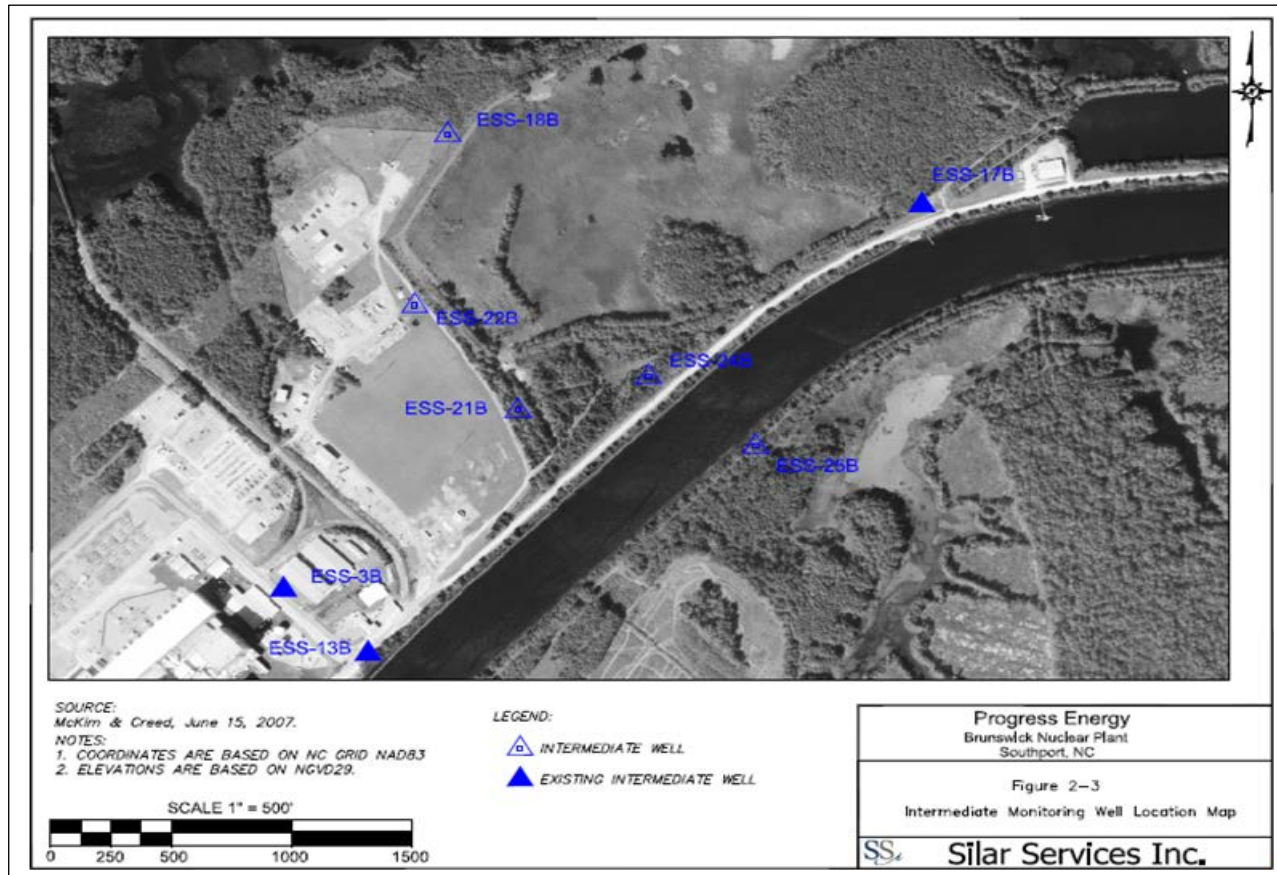 ESS-18B
ESS-17B
ESS-22B
ESS-24B
ESS-21B
ESS-25B
ESS-3B
ESS-13B
SOURCE:
McKim & Creed, June 15, 2007.
NOTES:
1. COORDINATES ARE BASED ON NC GRID NAD83
2. ELEVATIONS ARE BASED ON NGVD29.
SCALE 1" = 500'
0 250 500 1000 1500
LEGEND:
INTERMEDIATE WELL
EXISTING INTERMEDIATE WELL
Progress Energy
Brunswick Nuclear Plant
Southport, NC
Figure 2-3
Intermediate Monitoring Well Location Map
Silar Services Inc.